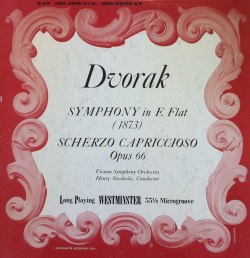 Dvorak
SYMPHONY in E Flat
(1873)
SCHERZO CAPRICCIOSO
Opus 66
Vienna Symphony Orchestra
Henry Swoboda, Conductor
Long Playing WESTMINSTER 33⅓ Microgroove